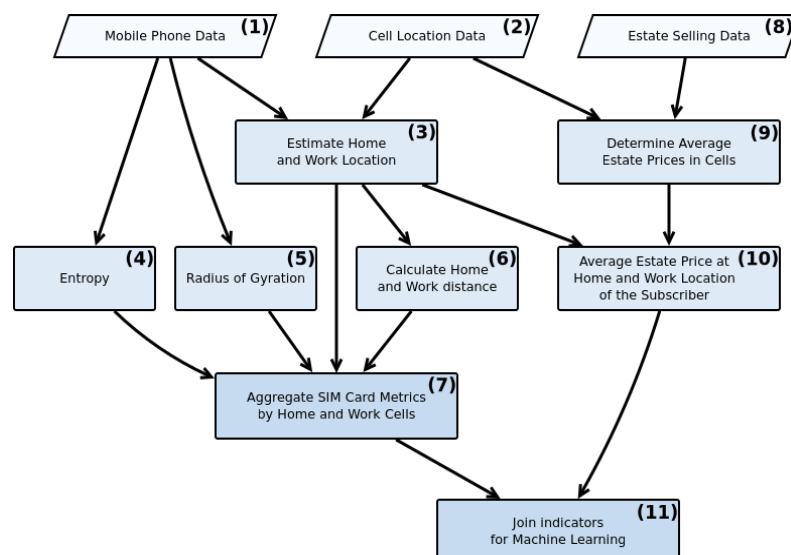 Mobile Phone Data (1)
Cell Location Data (2)
Estate Selling Data (8)
Estimate Home (3)
and Work Location
Determine Average (9)
Estate Prices in Cells
Entropy (4)
Radius of Gyration (5)
Calculate Home (6)
and Work distance
Average Estate Price at (10)
Home and Work Location
of the Subscriber
Aggregate SIM Card Metrics (7)
by Home and Work Cells
Join indicators (11)
for Machine Learning